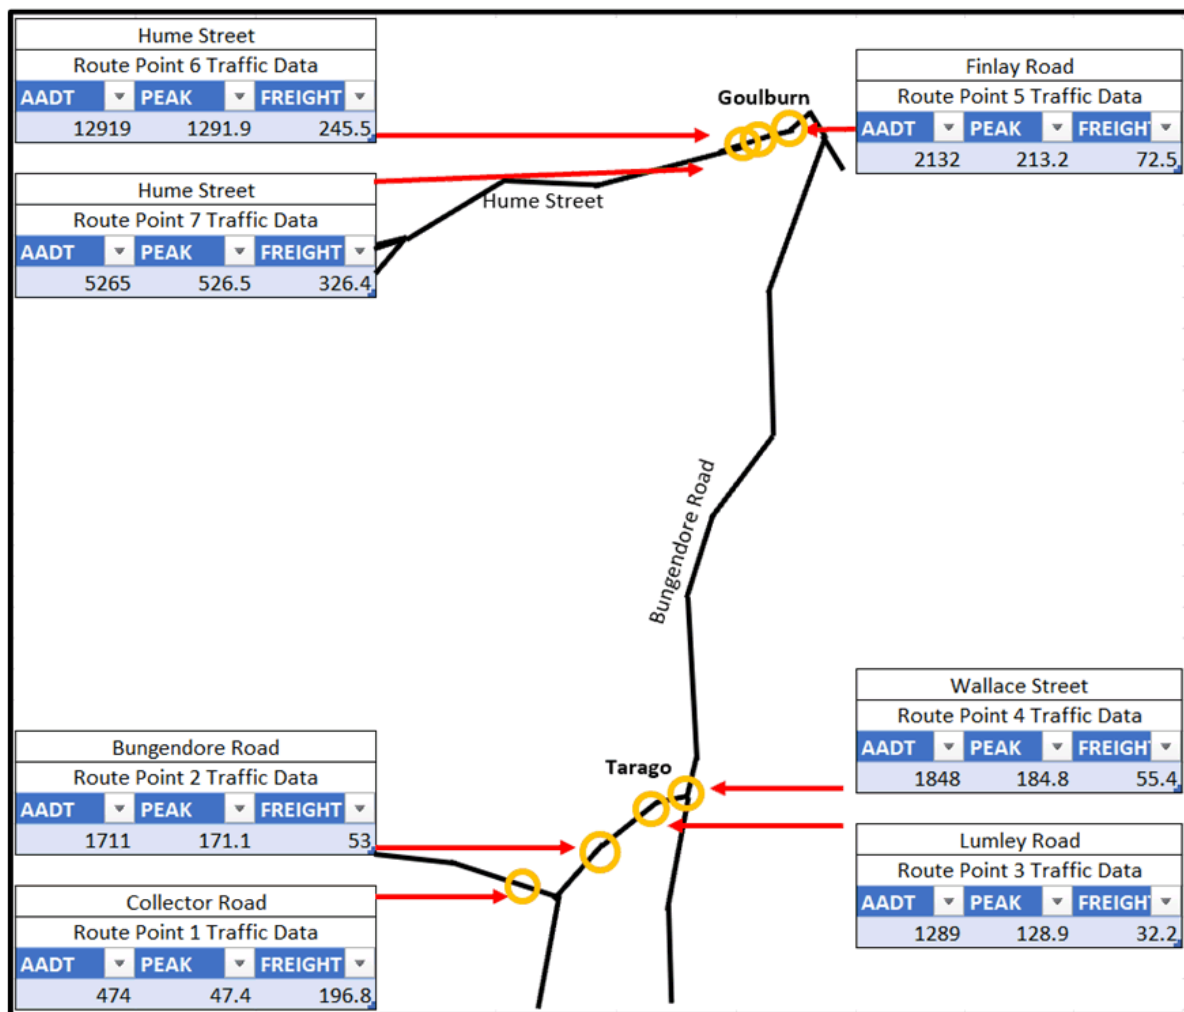 Hume Street
Route Point 6 Traffic Data
AADT PEAK FREIGHT
12919 1291.9 245.5
Finlay Road
Route Point 5 Traffic Data
AADT PEAK FREIGHT
2132 213.2 72.5
Goulburn
Hume Street
Route Point 7 Traffic Data
AADT PEAK FREIGHT
5265 526.5 326.4
Hume Street
Bungendore Road
Wallace Street
Route Point 4 Traffic Data
AADT PEAK FREIGHT
1848 184.8 55.4
Tarago
Bungendore Road
Route Point 2 Traffic Data
AADT PEAK FREIGHT
1711 171.1 53
Lumley Road
Route Point 3 Traffic Data
AADT PEAK FREIGHT
1289 128.9 32.2
Collector Road
Route Point 1 Traffic Data
AADT PEAK FREIGHT
474 47.4 196.8